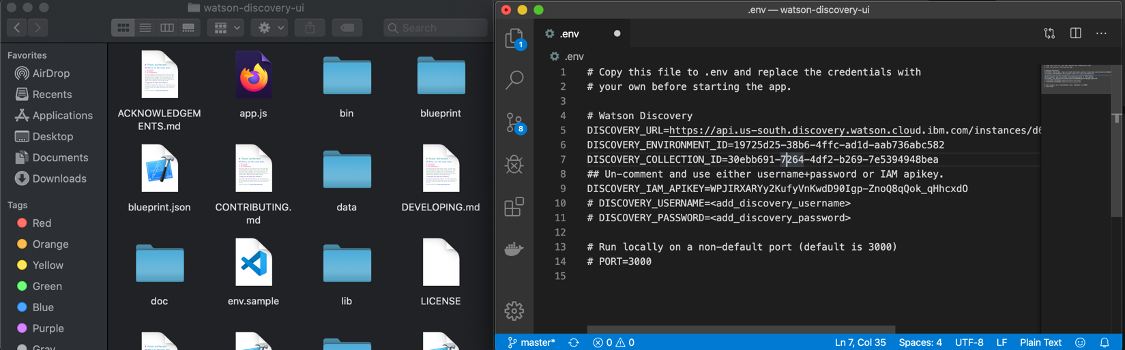 watson-discovery-ui
Search
Favorites
AirDrop
Recents
Applications
Desktop
Documents
Downloads
Tags
Red
Orange
Yellow
Green
Blue
Purple
Gray
ACKNOWLEDGEM
ENTS.md
app.js
bin
blueprint
blueprint.json
CONTRIBUTING.
md
data
DEVELOPING.md
doc
env.sample
lib
LICENSE
.env — watson-discovery-ui
.env
.env
1
8
1 # Copy this file to .env and replace the credentials with
2 # your own before starting the app.
3
4 # Watson Discovery
5 DISCOVERY_URL=https://api.us-south.discovery.watson.cloud.ibm.com/instances/d6
6 DISCOVERY_ENVIRONMENT_ID=19725d25-38b6-4ffc-ad1d-aab736abc582
7 DISCOVERY_COLLECTION_ID=30ebb691-7264-4df2-b269-7e5394948bea
8 ## Un-comment and use either username+password or IAM apikey.
9 DISCOVERY_IAM_APIKEY=WPJIRXARYy2KufyVnKwdD90Igp-ZnoQ8qQok_qHhcxdO
10 # DISCOVERY_USERNAME=<add_discovery_username>
11 # DISCOVERY_PASSWORD=<add_discovery_password>
12
13 # Run locally on a non-default port (default is 3000)
14 # PORT=3000
15
master* 0 0 Ln 7, Col 35 Spaces: 4 UTF-8 LF Plain Text